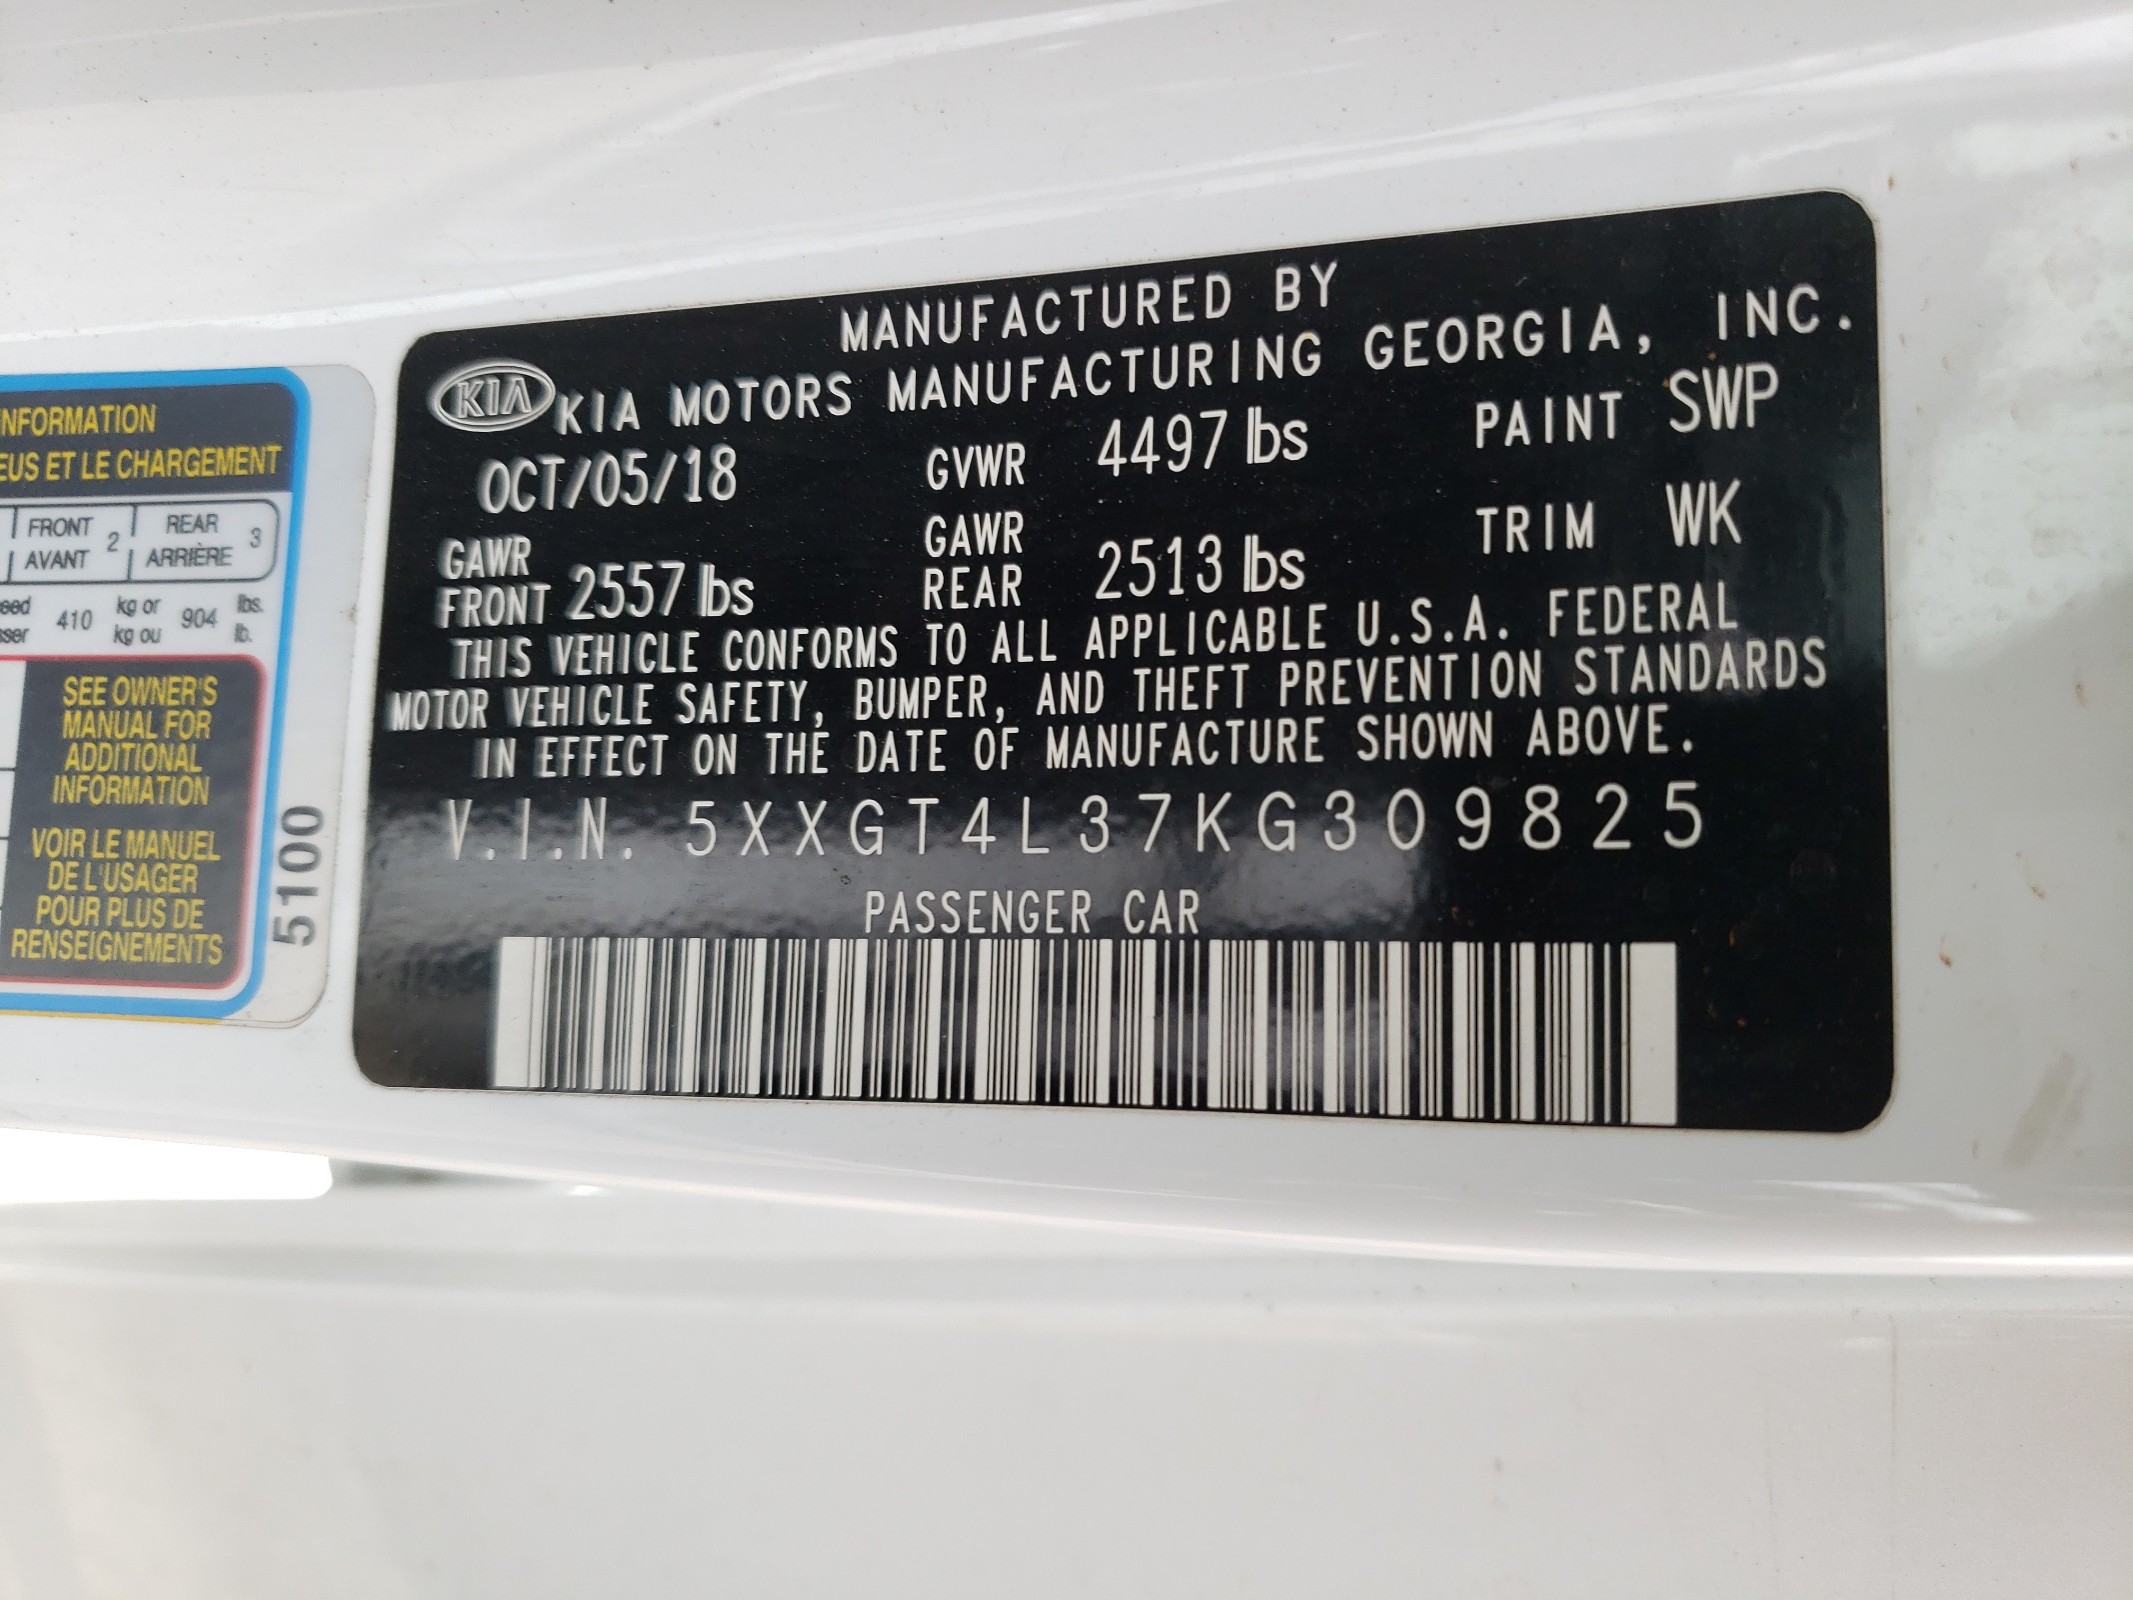 NFORMATION
EUS ET LE CHARGEMENT
FRONT
AVANT
2
REAR
ARRIÈRE
3
410
kg or
kg ou
904
lbs.
lb.
SEE OWNER'S
MANUAL FOR
ADDITIONAL
INFORMATION
VOIR LE MANUEL
DE L'USAGER
POUR PLUS DE
RENSEIGNEMENTS
5100
MANUFACTURED BY
KIA KIA MOTORS MANUFACTURING GEORGIA, INC.
OCT/05/18 GVWR 4497 lbs PAINT SWP
GAWR FRONT 2557 lbs GAWR REAR 2513 lbs TRIM WK
THIS VEHICLE CONFORMS TO ALL APPLICABLE U.S.A. FEDERAL
MOTOR VEHICLE SAFETY, BUMPER, AND THEFT PREVENTION STANDARDS
IN EFFECT ON THE DATE OF MANUFACTURE SHOWN ABOVE.
V.I.N. 5XXGT4L37KG309825
PASSENGER CAR